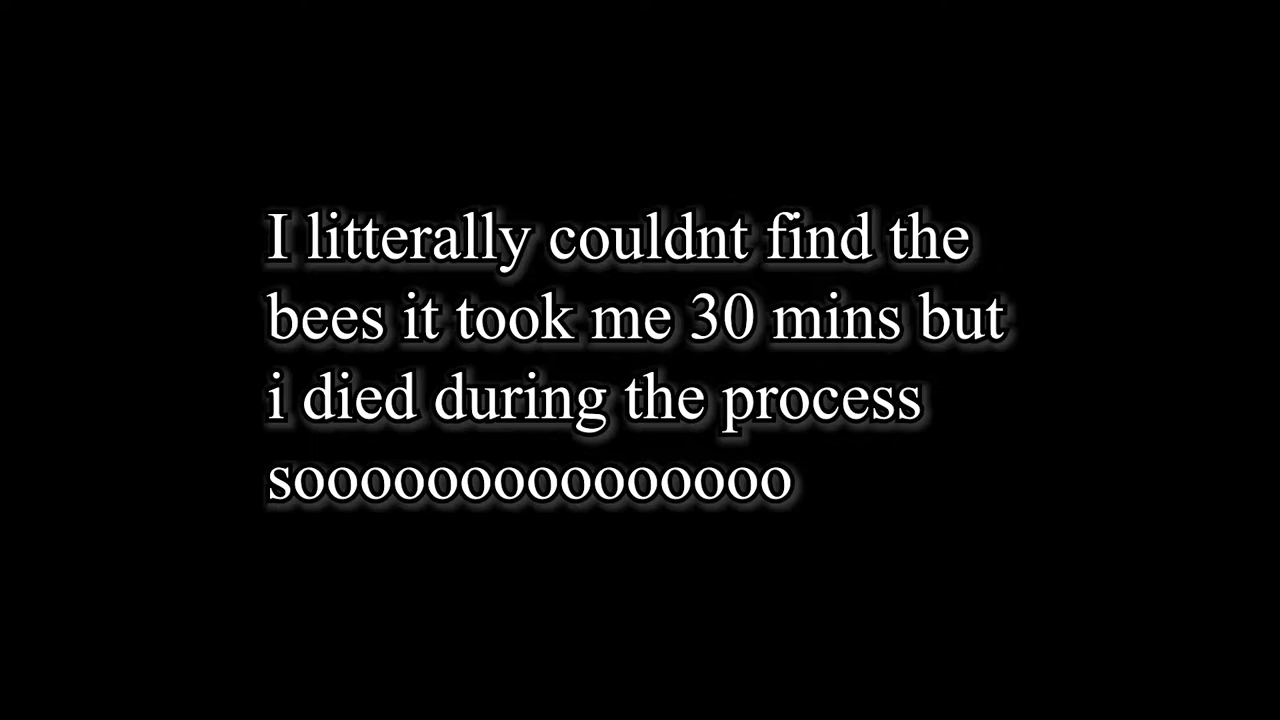 I litterally couldnt find the
bees it took me 30 mins but
i died during the process
sooooooooooooooo